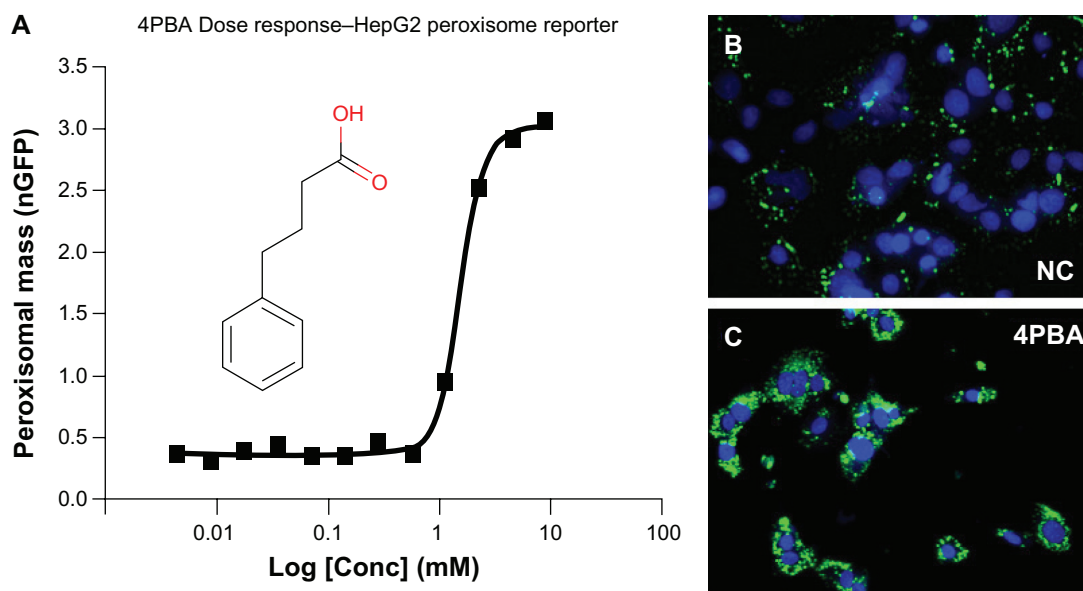 A
4PBA Dose response–HepG2 peroxisome reporter
Peroxisomal mass (nGFP)
3.5
3.0
2.5
2.0
1.5
1.0
0.5
0.0
OH
O
0.01
0.1
1
10
100
Log [Conc] (mM)
B
NC
C
4PBA